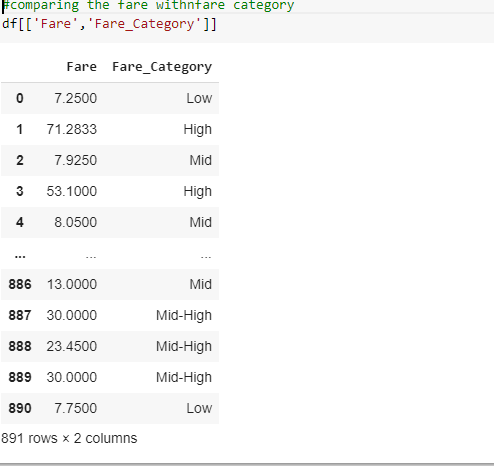 #comparing the fare withnfare category
df[['Fare','Fare_Category']]
Fare Fare_Category
0 7.2500 Low
1 71.2833 High
2 7.9250 Mid
3 53.1000 High
4 8.0500 Mid
... ... ...
886 13.0000 Mid
887 30.0000 Mid-High
888 23.4500 Mid-High
889 30.0000 Mid-High
890 7.7500 Low
891 rows × 2 columns